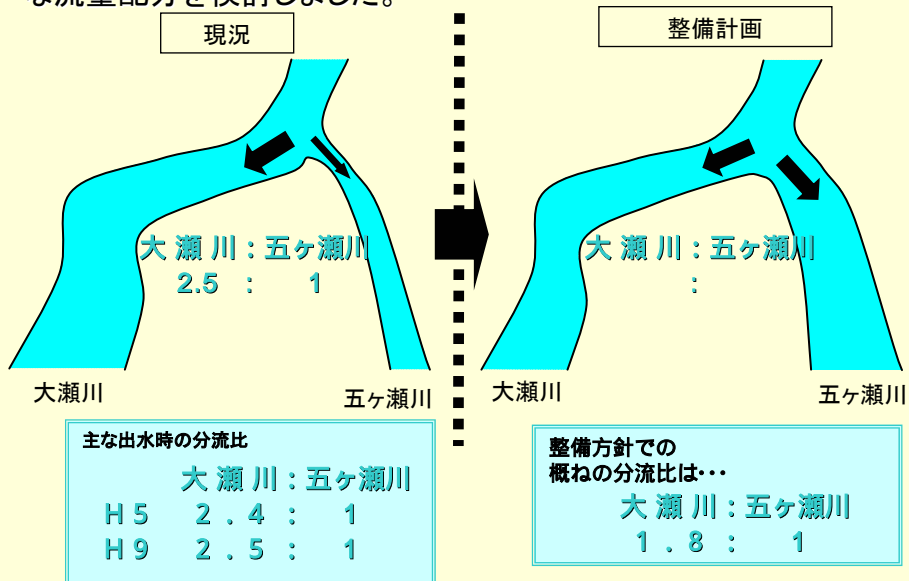 な流量配分を検討しました。
現況
大 瀬 川：五ヶ瀬川
2.5 ： 1
大瀬川
五ヶ瀬川
主な出水時の分流比
大 瀬 川：五ヶ瀬川
Ｈ５ ２．４： １
Ｈ９ ２．５： １
整備計画
大 瀬 川：五ヶ瀬川
：
大瀬川
五ヶ瀬川
整備方針での
概ねの分流比は・・・
大 瀬 川：五ヶ瀬川
１．８： １